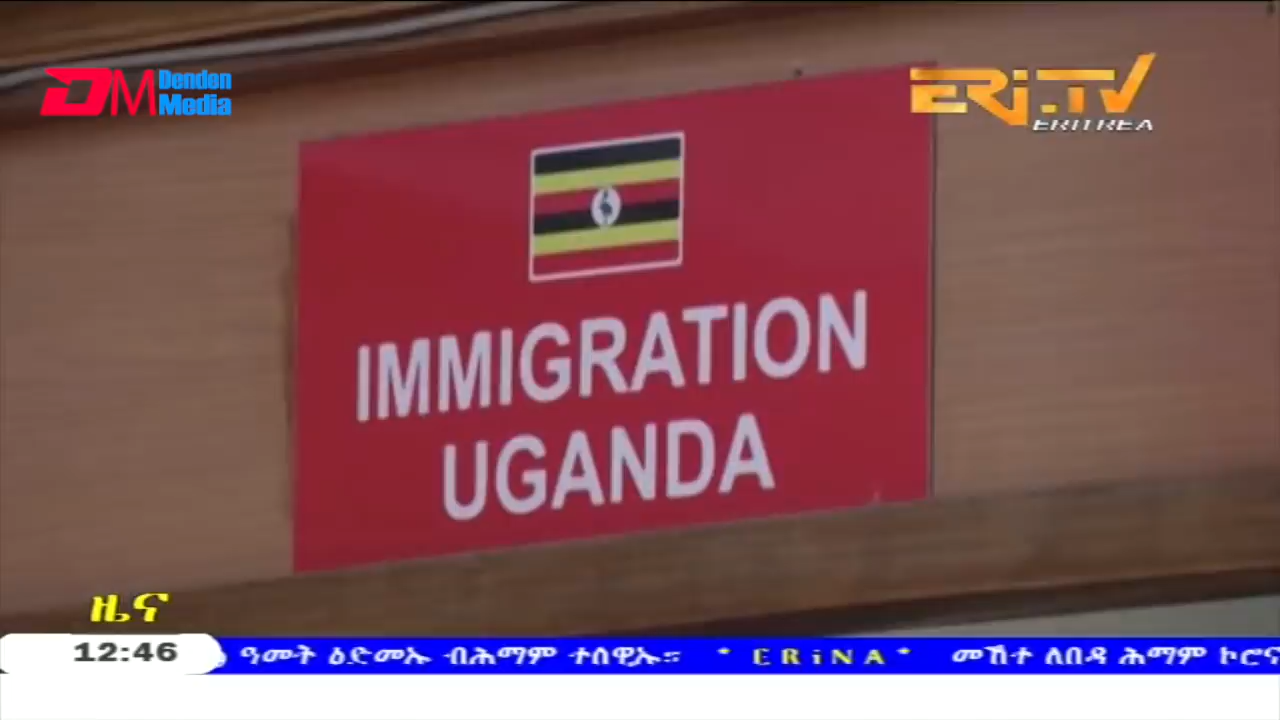 DM Denden Media
ERi.TV
ERITREA
IMMIGRATION
UGANDA
ዜና
12:46
ዓመት ዕድመኡ ብሕማም ተሰዊኡ። * ERiNA * መኸተ ለበዳ ሕማም ኮሮና